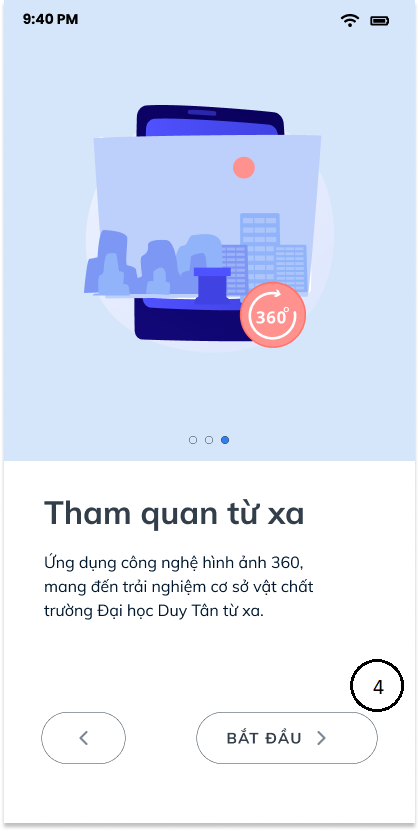 9:40 PM
360°
Tham quan từ xa
Ứng dụng công nghệ hình ảnh 360,
mang đến trải nghiệm cơ sở vật chất
trường Đại học Duy Tân từ xa.
4
BẮT ĐẦU